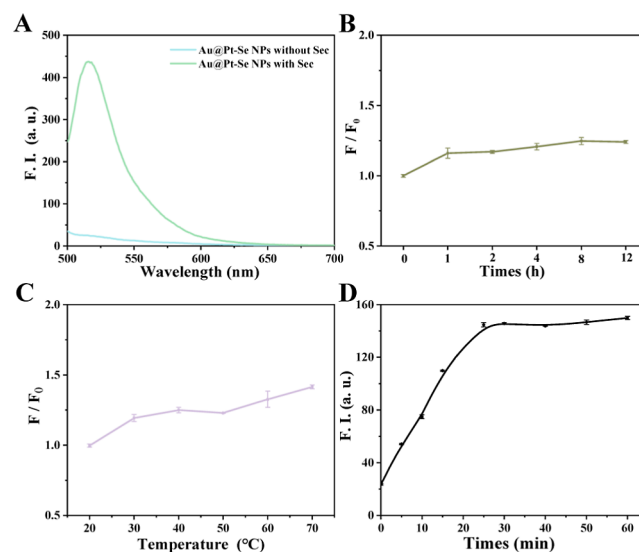 A
Au@Pt-Se NPs without Sec
Au@Pt-Se NPs with Sec
500
400
300
200
100
0
F. I. (a. u.)
500 550 600 650 700
Wavelength (nm)
B
2.0
1.5
1.0
0.5
F / F0
0 1 2 4 8 12
Times (h)
C
2.0
1.5
1.0
0.5
F / F0
20 30 40 50 60 70
Temperature (℃)
D
160
120
80
40
0
F. I. (a. u.)
0 10 20 30 40 50 60
Times (min)